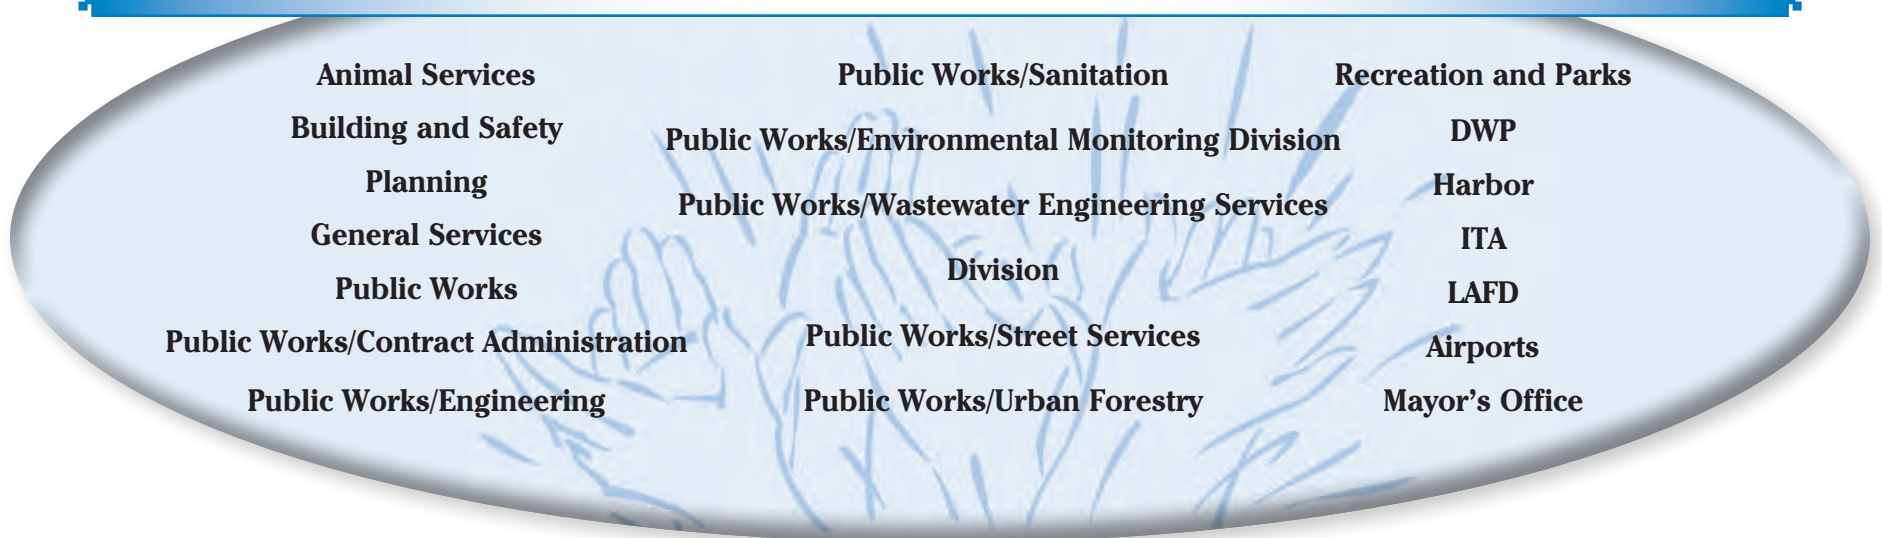 Animal Services
Building and Safety
Planning
General Services
Public Works
Public Works/Contract Administration
Public Works/Engineering
Public Works/Sanitation
Public Works/Environmental Monitoring Division
Public Works/Wastewater Engineering Services
Division
Public Works/Street Services
Public Works/Urban Forestry
Recreation and Parks
DWP
Harbor
ITA
LAFD
Airports
Mayor’s Office